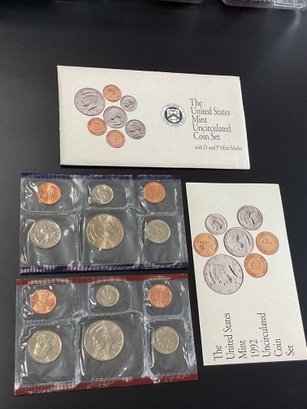 The
United States
Mint
Uncirculated
Coin Set
with D and P Mint Marks
The
United States
Mint
1992
Uncirculated
Coin
Set